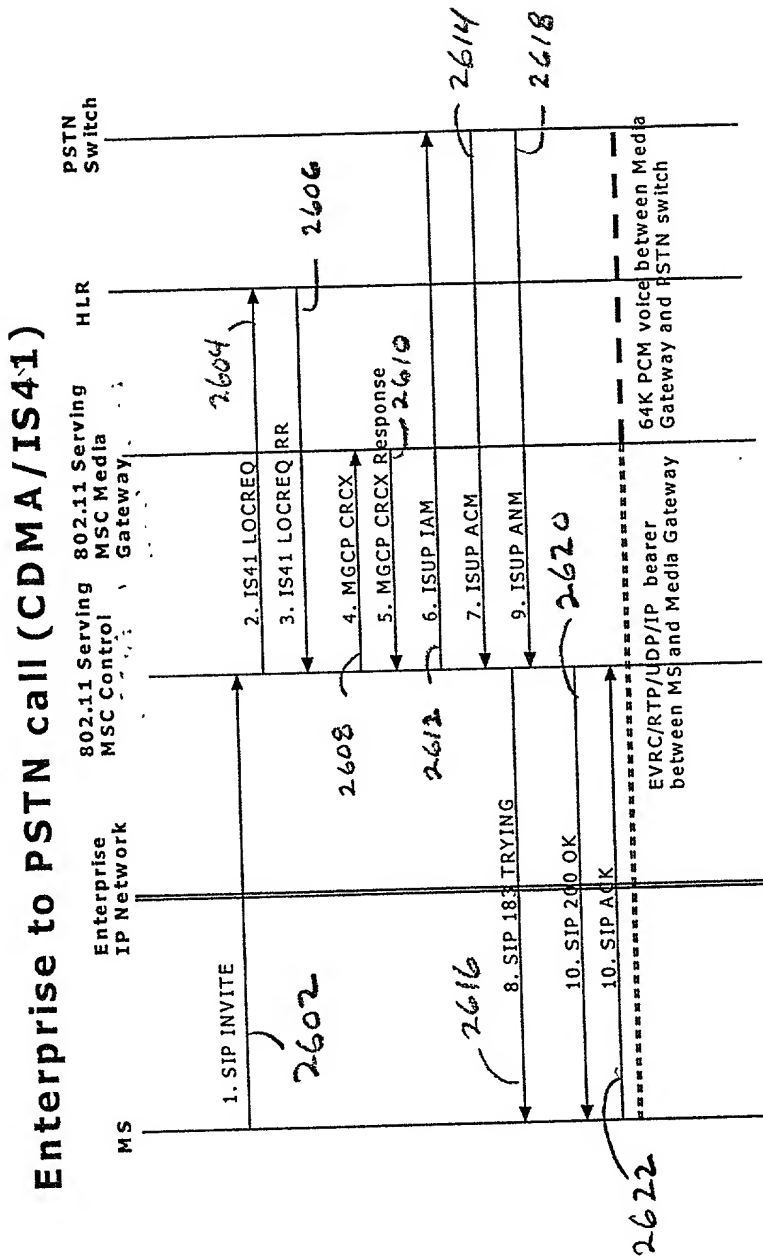 Enterprise to PSTN call (CDMA/IS41)
MS
Enterprise
IP Network
802.11 Serving
MSC Control
802.11 Serving
MSC Media
Gateway
HLR
PSTN
Switch
1. SIP INVITE
2602
2. IS41 LOCREQ
2604
3. IS41 LOCREQ RR
2606
4. MGCP CRCX
2608
5. MGCP CRCX Response
2610
6. ISUP IAM
2612
7. ISUP ACM
2614
8. SIP 183 TRYING
2616
9. ISUP ANM
2618
10. SIP 200 OK
2620
10. SIP ACK
2622
EVRC/RTP/UDP/IP bearer
between MS and Media Gateway
64K PCM voice between Media
Gateway and PSTN switch